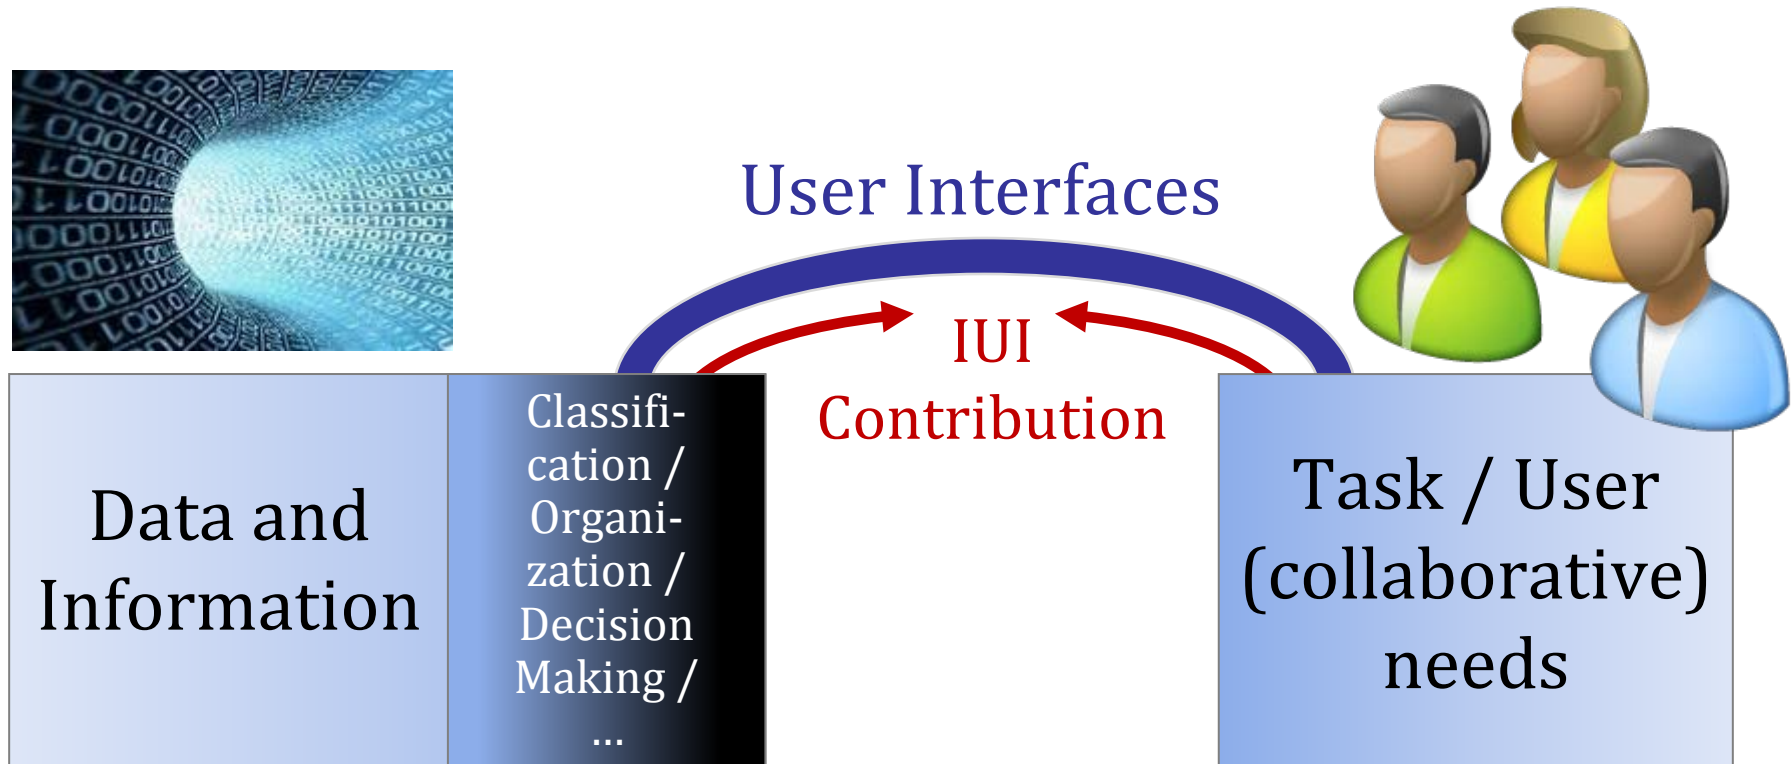 User Interfaces
IUI
Contribution
Data and
Information
Classifi-
cation /
Organi-
zation /
Decision
Making /
...
Task / User
(collaborative)
needs